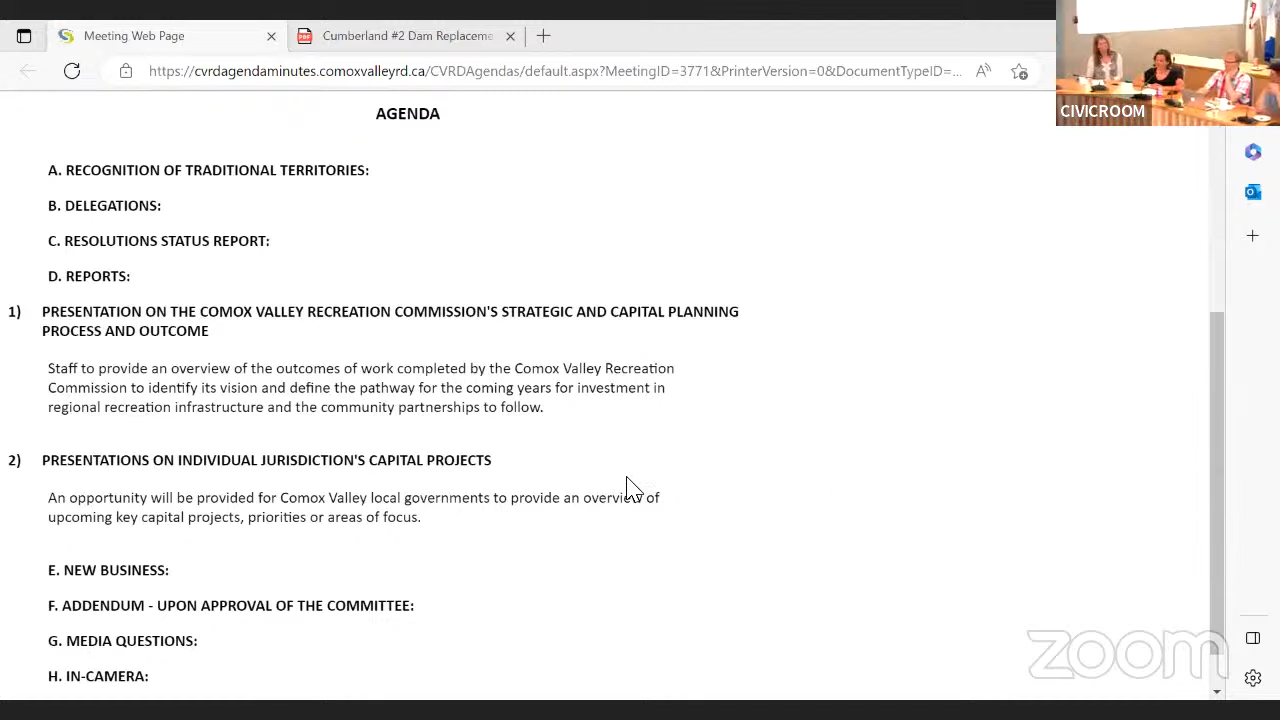 Meeting Web Page
Cumberland #2 Dam Replaceme
https://cvrdagendaminutes.comoxvalleyrd.ca/CVRDAgendas/default.aspx?MeetingID=3771&PrinterVersion=0&DocumentTypeID=...
CIVICROOM
AGENDA
A. RECOGNITION OF TRADITIONAL TERRITORIES:
B. DELEGATIONS:
C. RESOLUTIONS STATUS REPORT:
D. REPORTS:
1) PRESENTATION ON THE COMOX VALLEY RECREATION COMMISSION'S STRATEGIC AND CAPITAL PLANNING
PROCESS AND OUTCOME
Staff to provide an overview of the outcomes of work completed by the Comox Valley Recreation
Commission to identify its vision and define the pathway for the coming years for investment in
regional recreation infrastructure and the community partnerships to follow.
2) PRESENTATIONS ON INDIVIDUAL JURISDICTION'S CAPITAL PROJECTS
An opportunity will be provided for Comox Valley local governments to provide an overview of
upcoming key capital projects, priorities or areas of focus.
E. NEW BUSINESS:
F. ADDENDUM - UPON APPROVAL OF THE COMMITTEE:
G. MEDIA QUESTIONS:
H. IN-CAMERA:
zoom